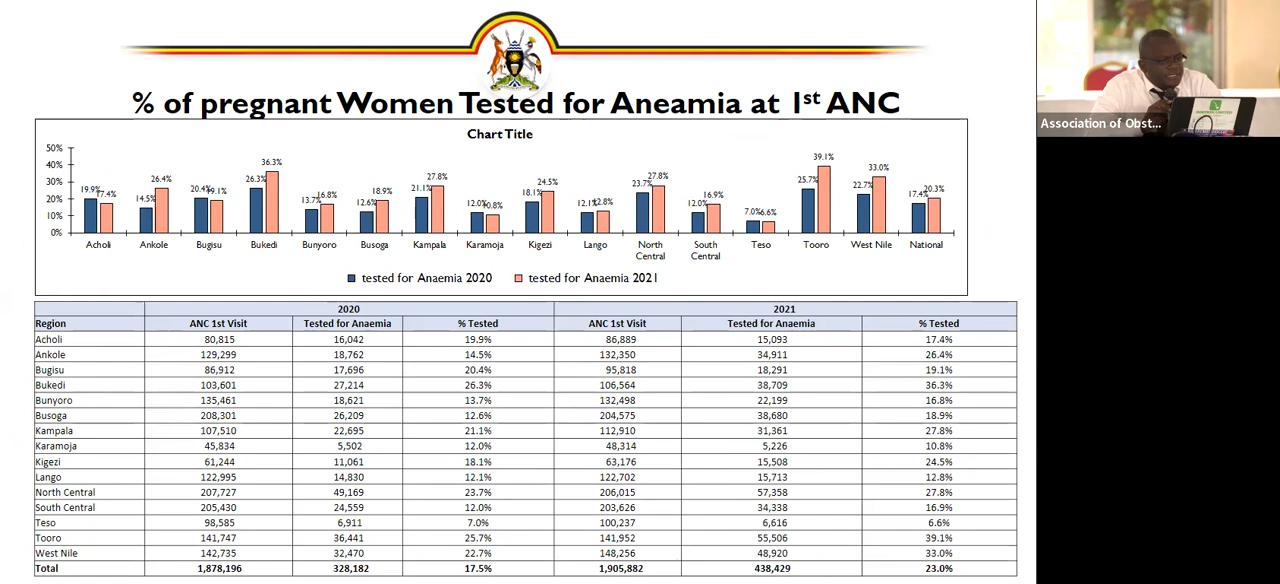 % of pregnant Women Tested for Aneamia at 1st ANC
Chart Title
50%
40%
30%
20%
10%
0%
19.9% 17.4% 14.5% 26.4% 20.4% 19.1% 26.3% 36.3% 13.7% 16.8% 12.6% 18.9% 21.1% 27.8% 12.0% 10.8% 18.1% 24.5% 12.1% 12.8% 23.7% 27.8% 12.0% 16.9% 7.0% 6.6% 25.7% 39.1% 22.7% 33.0% 17.4% 20.3%
Acholi Ankole Bugisu Bukedi Bunyoro Busoga Kampala Karamoja Kigezi Lango North Central South Central Teso Tooro West Nile National
tested for Anaemia 2020 tested for Anaemia 2021
2020 2021
Region ANC 1st Visit Tested for Anaemia % Tested ANC 1st Visit Tested for Anaemia % Tested
Acholi 80,815 16,042 19.9% 86,889 15,093 17.4%
Ankole 129,299 18,762 14.5% 132,350 34,911 26.4%
Bugisu 86,912 17,696 20.4% 95,818 18,291 19.1%
Bukedi 103,601 27,214 26.3% 106,564 38,709 36.3%
Bunyoro 135,461 18,621 13.7% 132,498 22,199 16.8%
Busoga 208,301 26,209 12.6% 204,575 38,680 18.9%
Kampala 107,510 22,695 21.1% 112,910 31,361 27.8%
Karamoja 45,834 5,502 12.0% 48,314 5,226 10.8%
Kigezi 61,244 11,061 18.1% 63,176 15,508 24.5%
Lango 122,995 14,830 12.1% 122,702 15,713 12.8%
North Central 207,727 49,169 23.7% 206,015 57,358 27.8%
South Central 205,430 24,559 12.0% 203,626 34,338 16.9%
Teso 98,585 6,911 7.0% 100,237 6,616 6.6%
Tooro 141,747 36,441 25.7% 141,952 55,506 39.1%
West Nile 142,735 32,470 22.7% 148,256 48,920 33.0%
Total 1,878,196 328,182 17.5% 1,905,882 438,429 23.0%
Association of Obst...